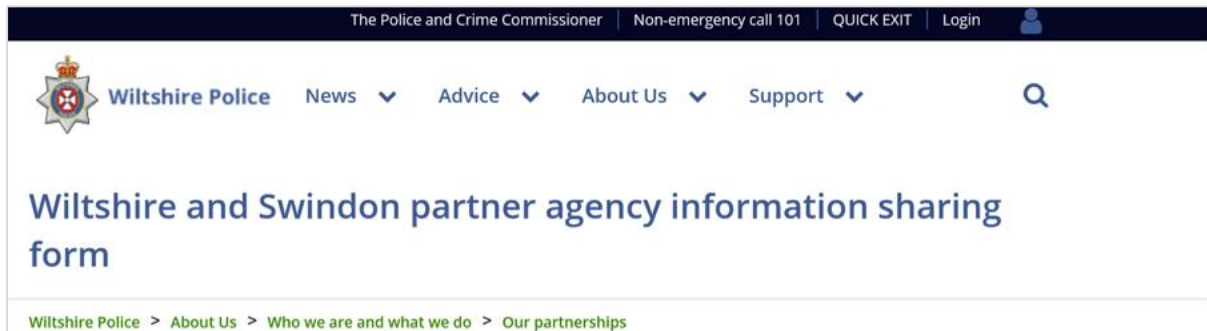 The Police and Crime Commissioner Non-emergency call 101 QUICK EXIT Login
Wiltshire Police News Advice About Us Support
Wiltshire and Swindon partner agency information sharing
form
Wiltshire Police > About Us > Who we are and what we do > Our partnerships